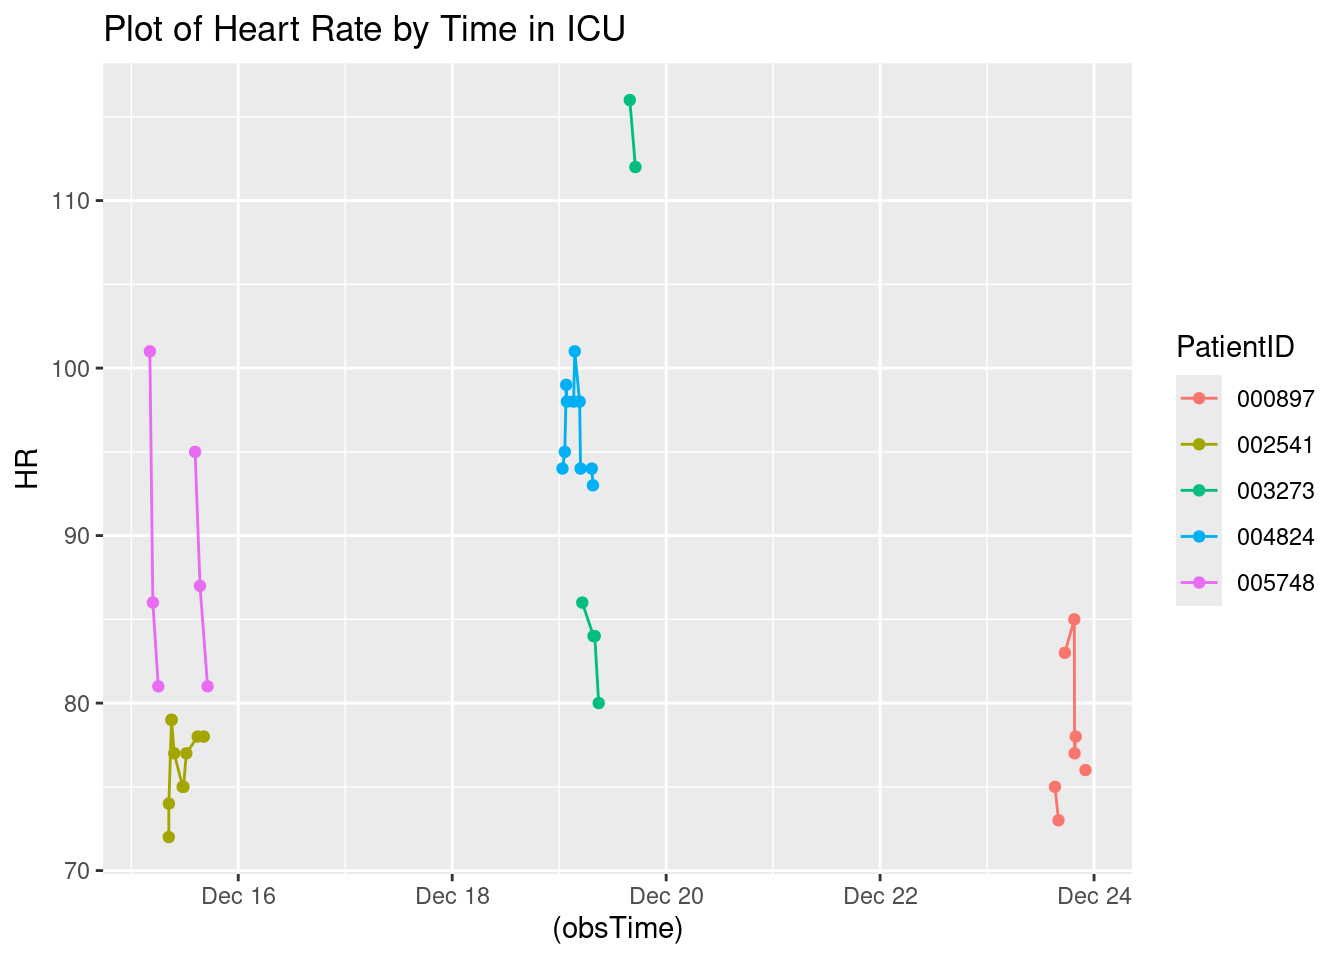 Plot of Heart Rate by Time in ICU
HR
110
100
90
80
70
Dec 16
Dec 18
Dec 20
Dec 22
Dec 24
(obsTime)
PatientID
000897
002541
003273
004824
005748